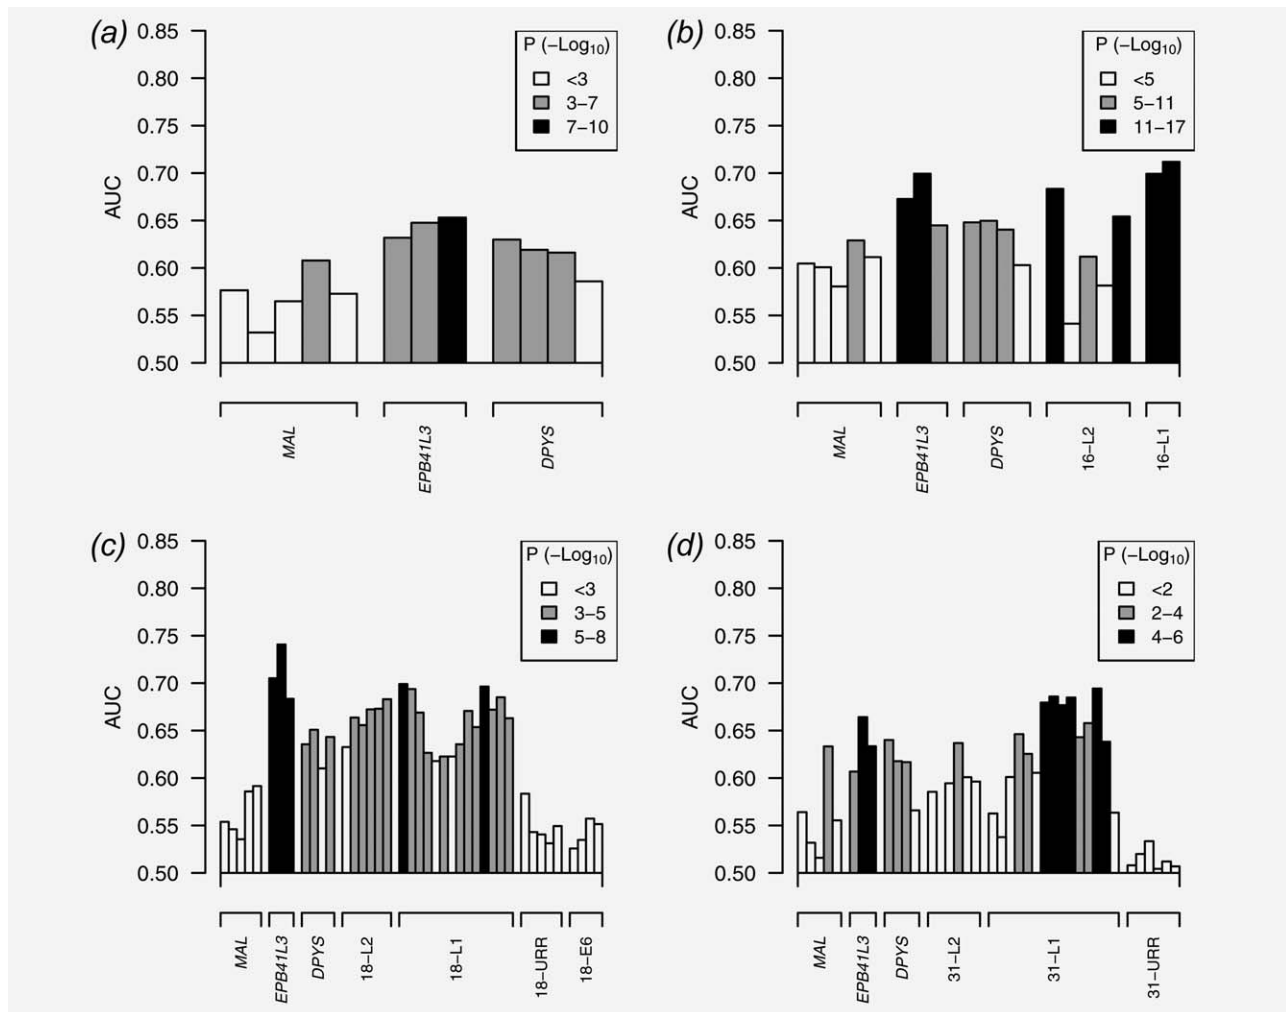 (a)
0.85
0.80
0.75
0.70
0.65
0.60
0.55
0.50
AUC
P (−Log10)
<3
3−7
7−10
MAL
EPB41L3
DPYS
(b)
0.85
0.80
0.75
0.70
0.65
0.60
0.55
0.50
AUC
P (−Log10)
<5
5−11
11−17
MAL
EPB41L3
DPYS
16−L2
16−L1
(c)
0.85
0.80
0.75
0.70
0.65
0.60
0.55
0.50
AUC
P (−Log10)
<3
3−5
5−8
MAL
EPB41L3
DPYS
18−L2
18−L1
18−URR
18−E6
(d)
0.85
0.80
0.75
0.70
0.65
0.60
0.55
0.50
AUC
P (−Log10)
<2
2−4
4−6
MAL
EPB41L3
DPYS
31−L2
31−L1
31−URR